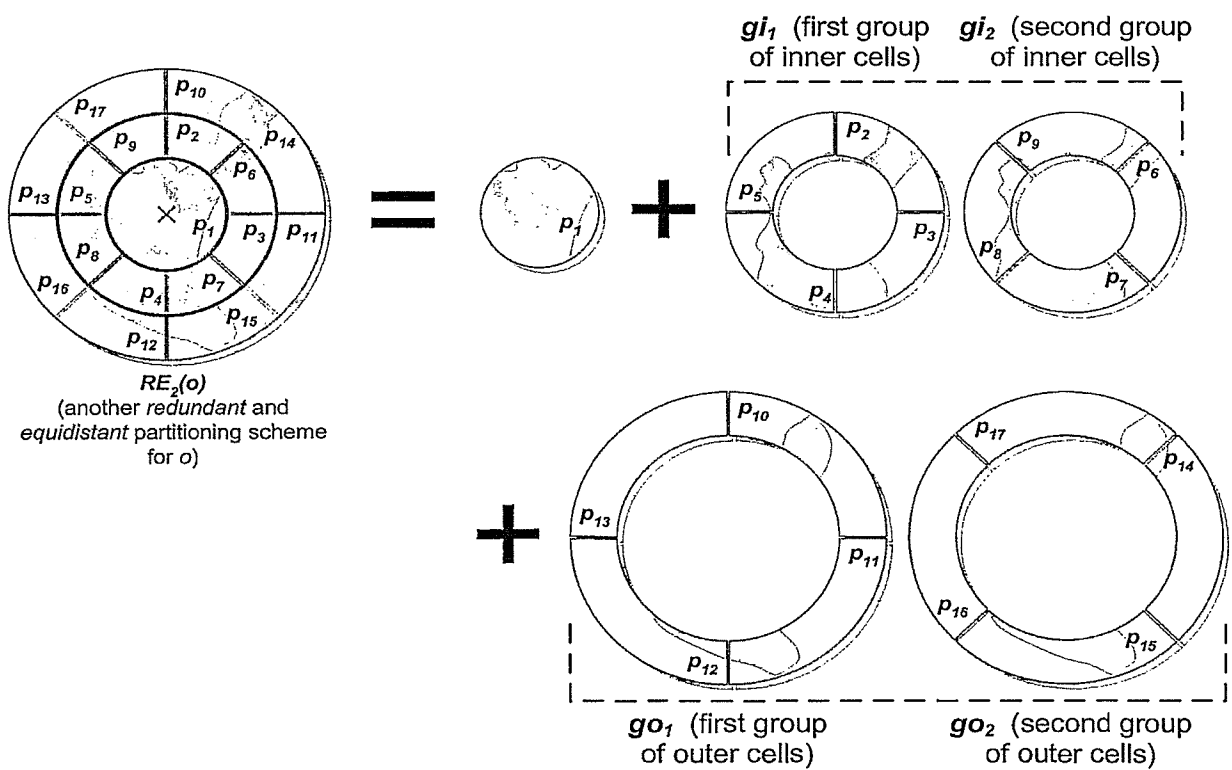 gi1 (first group
of inner cells)
gi2 (second group
of inner cells)
p10
p17
p2
p9
p14
p6
p13
p5
p1
p3
p11
p8
p7
p16
p4
p15
p12
RE2(o)
(another redundant and
equidistant partitioning scheme
for o)
=
p1
+
p2
p5
p3
p4
p9
p6
p8
p7
+
p10
p13
p11
p12
p17
p14
p16
p15
go1 (first group
of outer cells)
go2 (second group
of outer cells)